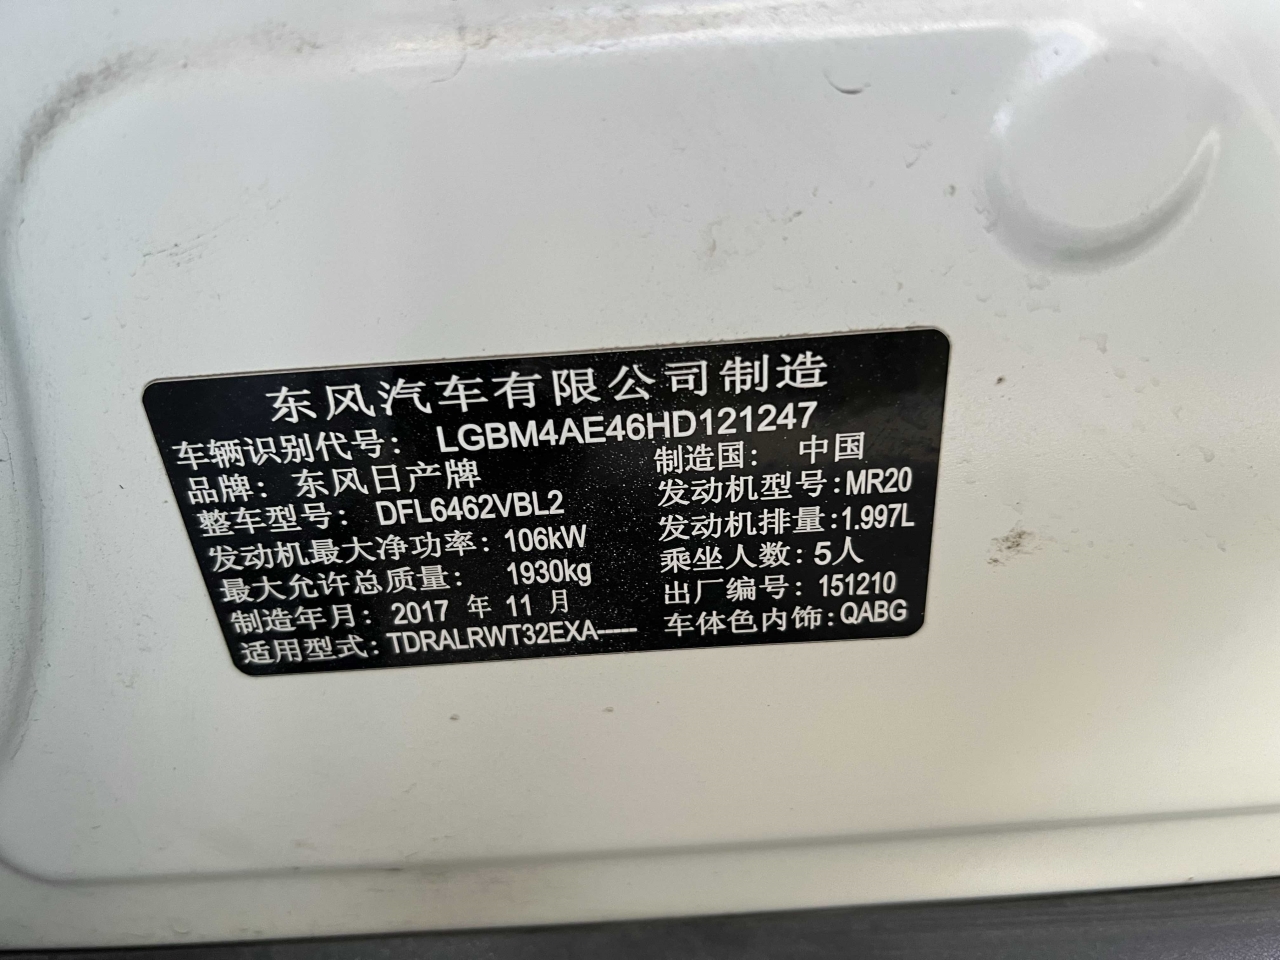 东风汽车有限公司制造
车辆识别代号: LGBM4AE46HD121247
品牌: 东风日产牌 制造国: 中国
整车型号: DFL6462VBL2 发动机型号:MR20
发动机最大净功率: 106kW 发动机排量:1.997L
最大允许总质量: 1930kg 乘坐人数: 5人
制造年月: 2017 年 11 月 出厂编号: 151210
适用型式: TDRALRWT32EXA----- 车体色内饰:QABG